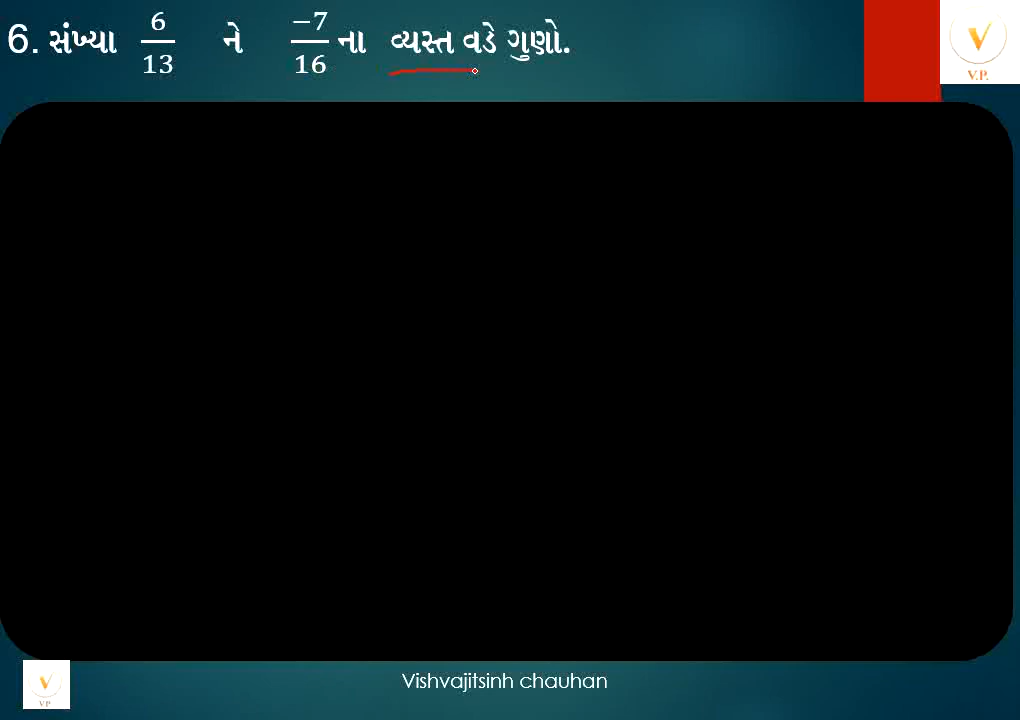 6. સંખ્યા 6/13 ને −7/16 ના વ્યસ્ત વડે ગુણો.
V.P.
V.P.
Vishvajitsinh chauhan